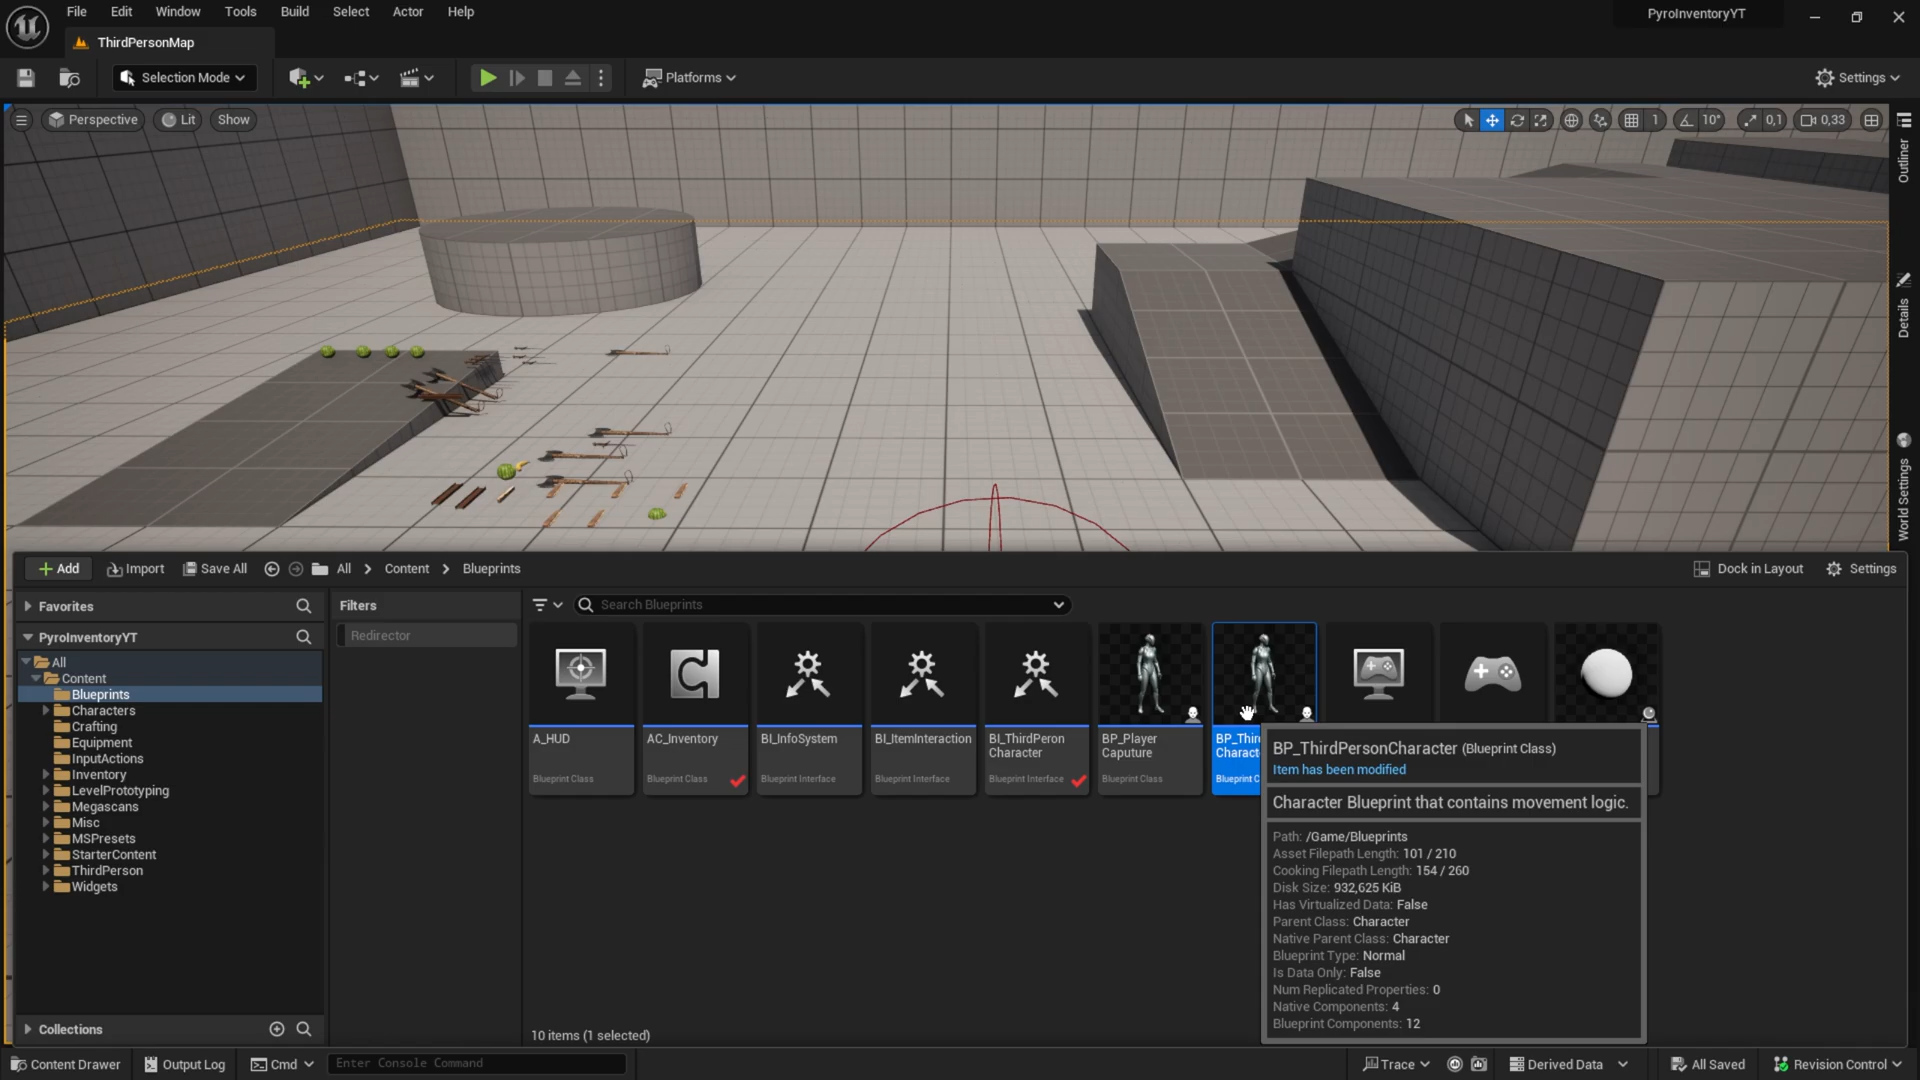 File Edit Window Tools Build Select Actor Help
PyroInventoryYT
ThirdPersonMap
Selection Mode
Platforms
Settings
Perspective
Lit
Show
1
10°
0,1
0,33
Outliner
Details
World Settings
Add
Import
Save All
All
Content
Blueprints
Dock in Layout
Settings
Favorites
PyroInventoryYT
All
Content
Blueprints
Characters
Crafting
Equipment
InputActions
Inventory
LevelPrototyping
Megascans
Misc
MSPresets
StarterContent
ThirdPerson
Widgets
Collections
Filters
Redirector
Search Blueprints
A_HUD
Blueprint Class
AC_Inventory
Blueprint Class
BI_InfoSystem
Blueprint Interface
BI_ItemInteraction
Blueprint Interface
BI_ThirdPeron
Character
Blueprint Interface
BP_Player
Caputure
Blueprint Class
BP_Thir
Charact
Blueprint C
BP_ThirdPersonCharacter (Blueprint Class)
Item has been modified
Character Blueprint that contains movement logic.
Path: /Game/Blueprints
Asset Filepath Length: 101 / 210
Cooking Filepath Length: 154 / 260
Disk Size: 932,625 KiB
Has Virtualized Data: False
Parent Class: Character
Native Parent Class: Character
Blueprint Type: Normal
Is Data Only: False
Num Replicated Properties: 0
Native Components: 4
Blueprint Components: 12
10 items (1 selected)
Content Drawer
Output Log
Cmd
Enter Console Command
Trace
Derived Data
All Saved
Revision Control